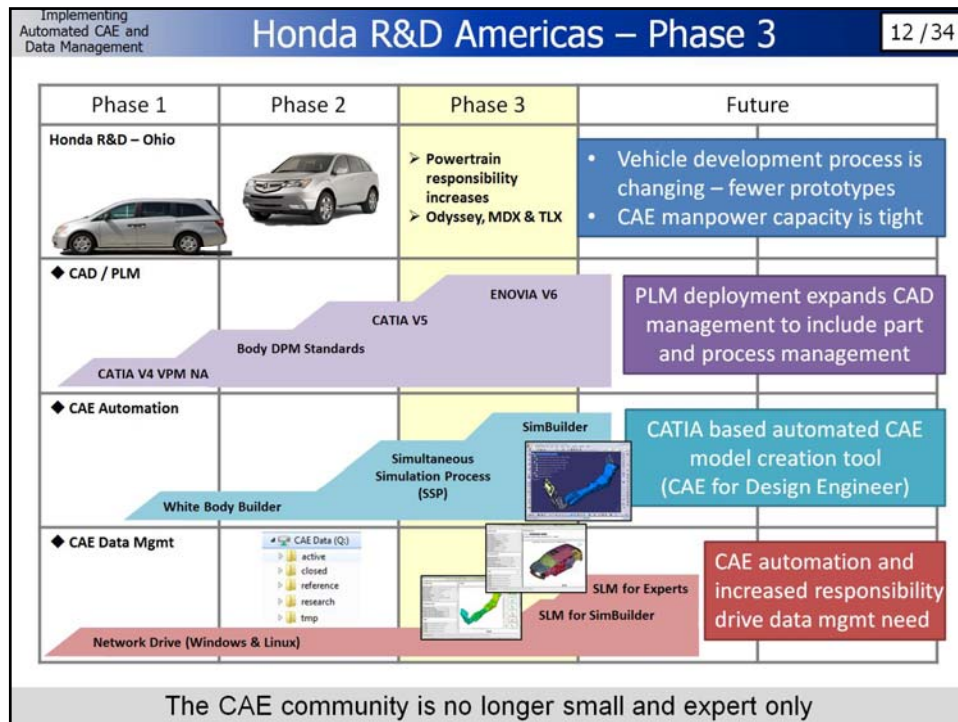 Implementing
Automated CAE and
Data Management
Honda R&D Americas – Phase 3
12 / 34
Phase 1
Phase 2
Phase 3
Future
Honda R&D – Ohio
➢ Powertrain
responsibility
increases
➢ Odyssey, MDX & TLX
• Vehicle development process is
changing – fewer prototypes
• CAE manpower capacity is tight
◆ CAD / PLM
CATIA V4 VPM NA
Body DPM Standards
CATIA V5
ENOVIA V6
PLM deployment expands CAD
management to include part
and process management
◆ CAE Automation
White Body Builder
Simultaneous
Simulation Process
(SSP)
SimBuilder
CATIA based automated CAE
model creation tool
(CAE for Design Engineer)
◆ CAE Data Mgmt
CAE Data (Q:)
active
closed
reference
research
tmp
Network Drive (Windows & Linux)
SLM for Experts
SLM for SimBuilder
CAE automation and
increased responsibility
drive data mgmt need
The CAE community is no longer small and expert only